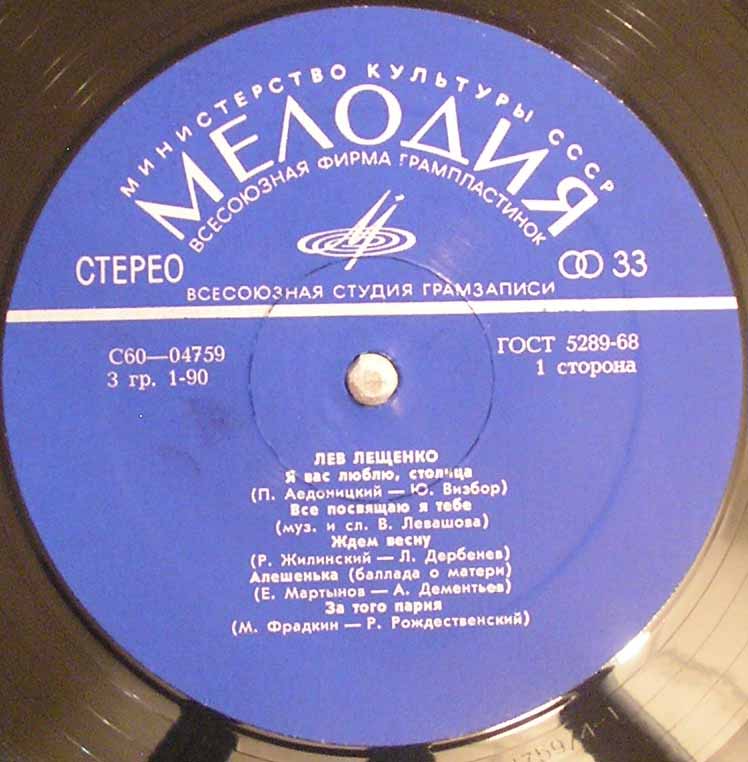 МИНИСТЕРСТВО КУЛЬТУРЫ СССР
МЕЛОДИЯ
ВСЕСОЮЗНАЯ ФИРМА ГРАМПЛАСТИНОК
СТЕРЕО
33
ВСЕСОЮЗНАЯ СТУДИЯ ГРАМЗАПИСИ
С60—04759
ГОСТ 5289-68
3 гр. 1-90
1 сторона
ЛЕВ ЛЕЩЕНКО
Я вас люблю, столица
(П. Аедоницкий — Ю. Визбор)
Все посвящаю я тебе
(муз. и сл. В. Левашова)
Ждем весну
(Р. Жилинский — Л. Дербенев)
Алешенька (баллада о матери)
(Е. Мартынов — А. Дементьев)
За того парня
(М. Фрадкин — Р. Рождественский)